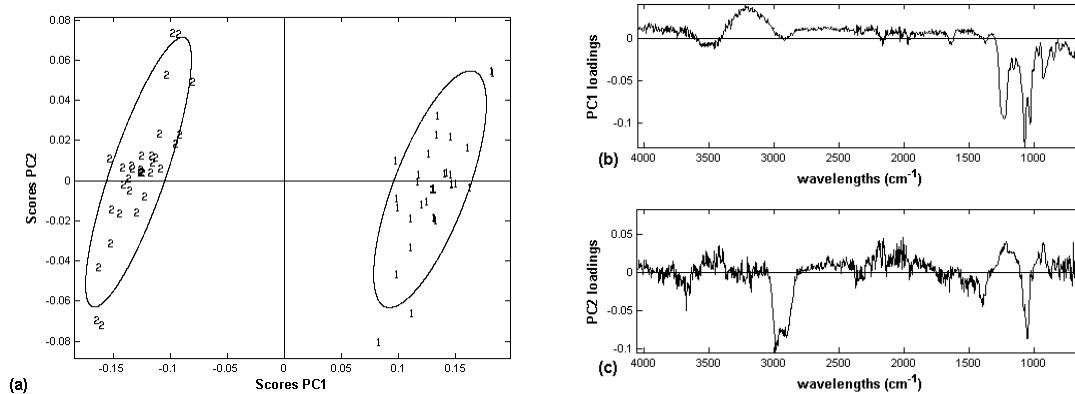 0.08
0.06
0.04
0.02
0
-0.02
-0.04
-0.06
-0.08
Scores PC2
-0.15 -0.1 -0.05 0 0.05 0.1 0.15
Scores PC1
(a)
0
-0.05
-0.1
PC1 loadings
(b)
4000 3500 3000 2500 2000 1500 1000
wavelengths (cm-1)
0.05
0
-0.05
-0.1
PC2 loadings
4000 3500 3000 2500 2000 1500 1000
(c)
wavelengths (cm-1)